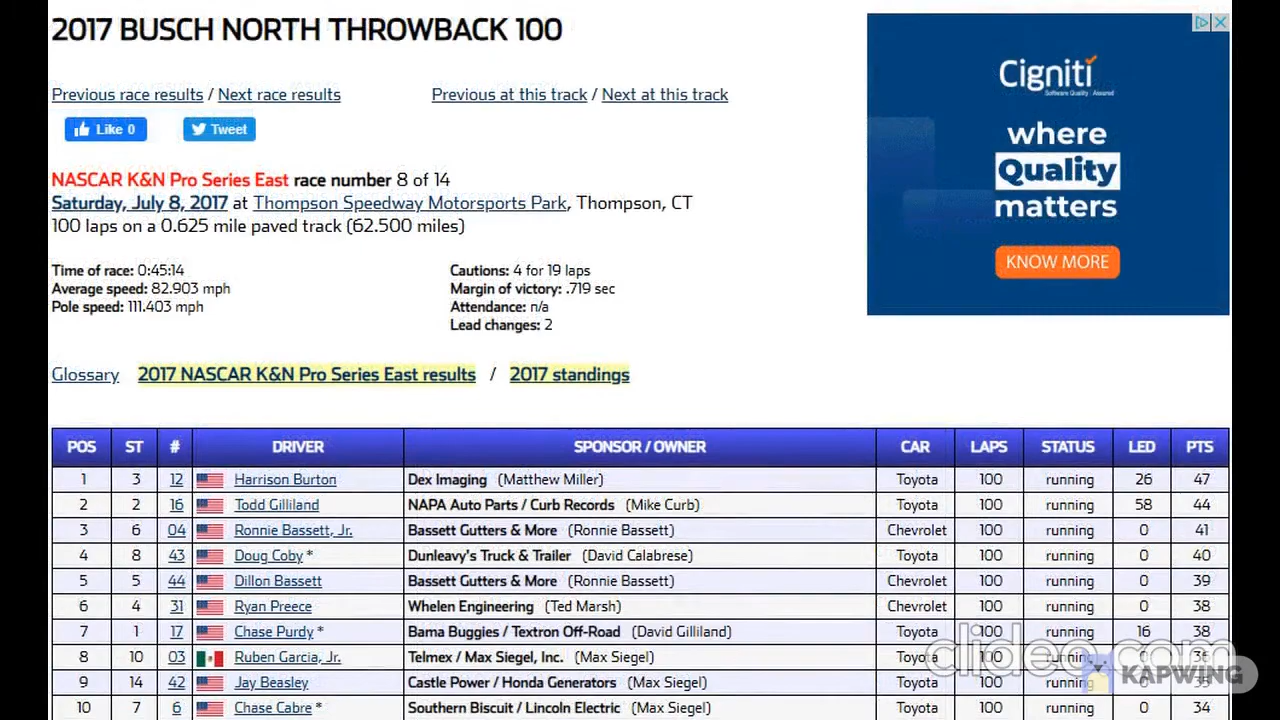 2017 BUSCH NORTH THROWBACK 100
Previous race results / Next race results Previous at this track / Next at this track
Like 0 Tweet
NASCAR K&N Pro Series East race number 8 of 14
Saturday, July 8, 2017 at Thompson Speedway Motorsports Park, Thompson, CT
100 laps on a 0.625 mile paved track (62.500 miles)
Time of race: 0:45:14 Cautions: 4 for 19 laps
Average speed: 82.903 mph Margin of victory: .719 sec
Pole speed: 111.403 mph Attendance: n/a
Lead changes: 2
Cigniti
Software Quality Assured
where
Quality
matters
KNOW MORE
Glossary 2017 NASCAR K&N Pro Series East results / 2017 standings
POS ST # DRIVER SPONSOR / OWNER CAR LAPS STATUS LED PTS
1 3 12 Harrison Burton Dex Imaging (Matthew Miller) Toyota 100 running 26 47
2 2 16 Todd Gilliland NAPA Auto Parts / Curb Records (Mike Curb) Toyota 100 running 58 44
3 6 04 Ronnie Bassett, Jr. Bassett Gutters & More (Ronnie Bassett) Chevrolet 100 running 0 41
4 8 43 Doug Coby * Dunleavy's Truck & Trailer (David Calabrese) Toyota 100 running 0 40
5 5 44 Dillon Bassett Bassett Gutters & More (Ronnie Bassett) Chevrolet 100 running 0 39
6 4 31 Ryan Preece Whelen Engineering (Ted Marsh) Chevrolet 100 running 0 38
7 1 17 Chase Purdy * Bama Buggies / Textron Off-Road (David Gilliland) Toyota 100 running 16 38
8 10 03 Ruben Garcia, Jr. Telmex / Max Siegel, Inc. (Max Siegel) Toyota 100 running 0 36
9 14 42 Jay Beasley Castle Power / Honda Generators (Max Siegel) Toyota 100 running 0 35
10 7 6 Chase Cabre * Southern Biscuit / Lincoln Electric (Max Siegel) Toyota 100 running 0 34
clideo.com
KAPWING